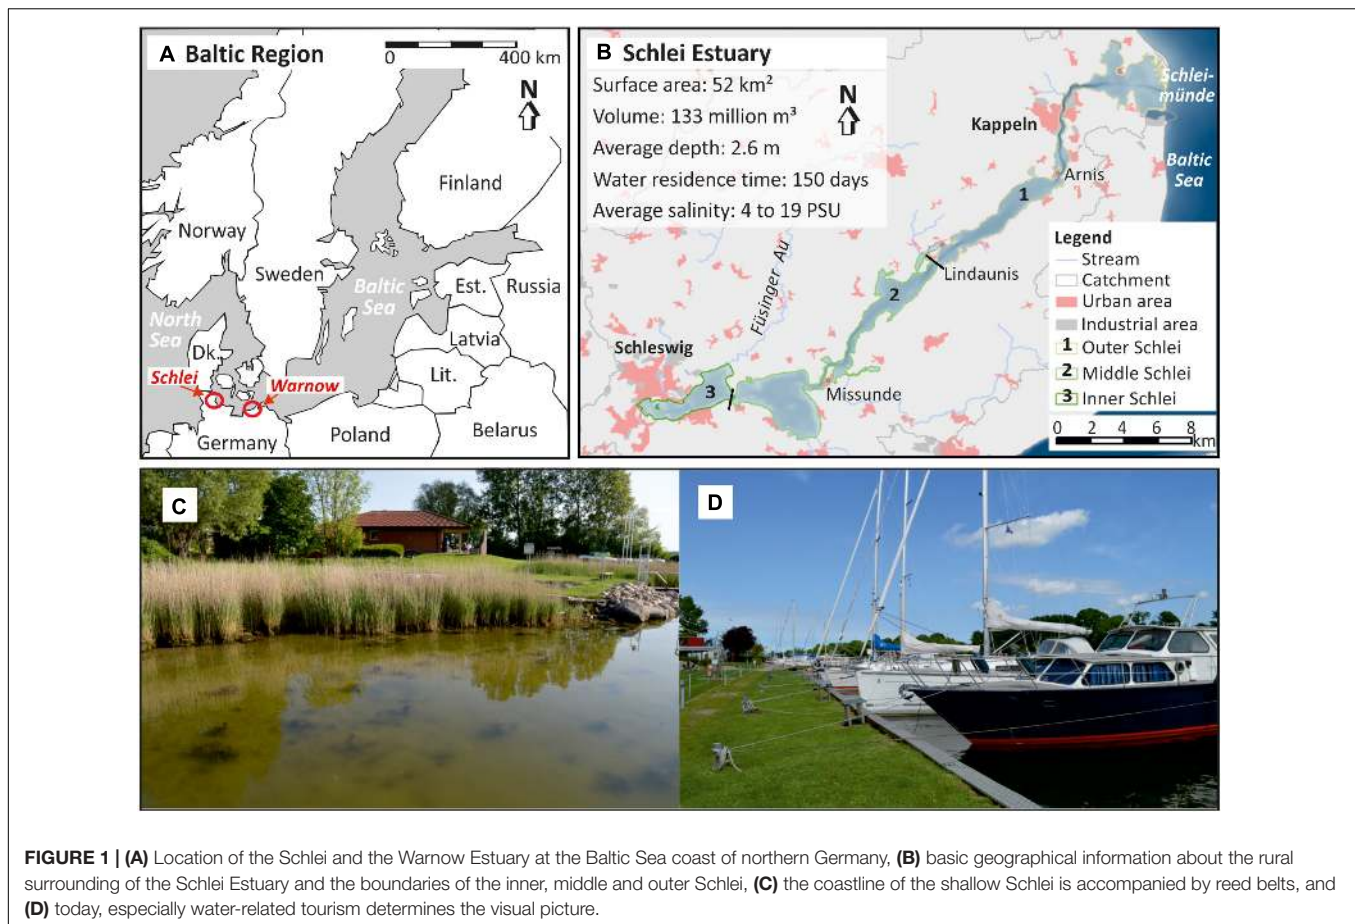 A Baltic Region
0 400 km
N
Finland
Norway
Sweden
Baltic
Sea
Est.
Russia
North
Sea
Latvia
Dk.
Lit.
Schlei
Warnow
Germany
Poland
Belarus
B Schlei Estuary
Surface area: 52 km²
Volume: 133 million m³
Average depth: 2.6 m
Water residence time: 150 days
Average salinity: 4 to 19 PSU
N
Schlei-
münde
Kappeln
Baltic
Sea
Arnis
1
Füsinger Au
Lindaunis
2
Schleswig
3
Missunde
Legend
Stream
Catchment
Urban area
Industrial area
1 Outer Schlei
2 Middle Schlei
3 Inner Schlei
0 2 4 6 8
km
C
D
FIGURE 1 | (A) Location of the Schlei and the Warnow Estuary at the Baltic Sea coast of northern Germany, (B) basic geographical information about the rural
surrounding of the Schlei Estuary and the boundaries of the inner, middle and outer Schlei, (C) the coastline of the shallow Schlei is accompanied by reed belts, and
(D) today, especially water-related tourism determines the visual picture.